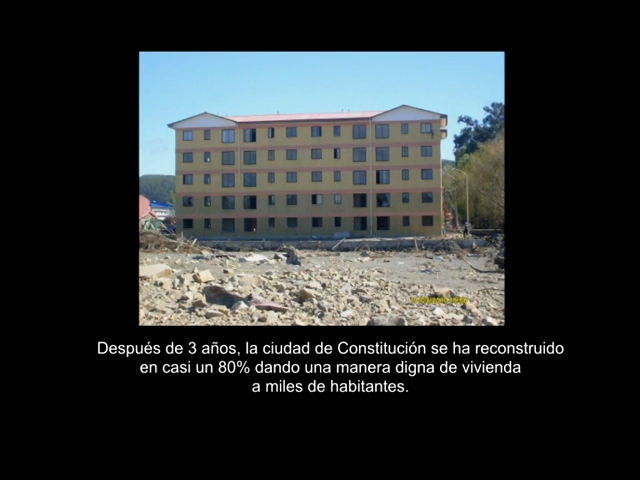 Después de 3 años, la ciudad de Constitución se ha reconstruido
en casi un 80% dando una manera digna de vivienda
a miles de habitantes.